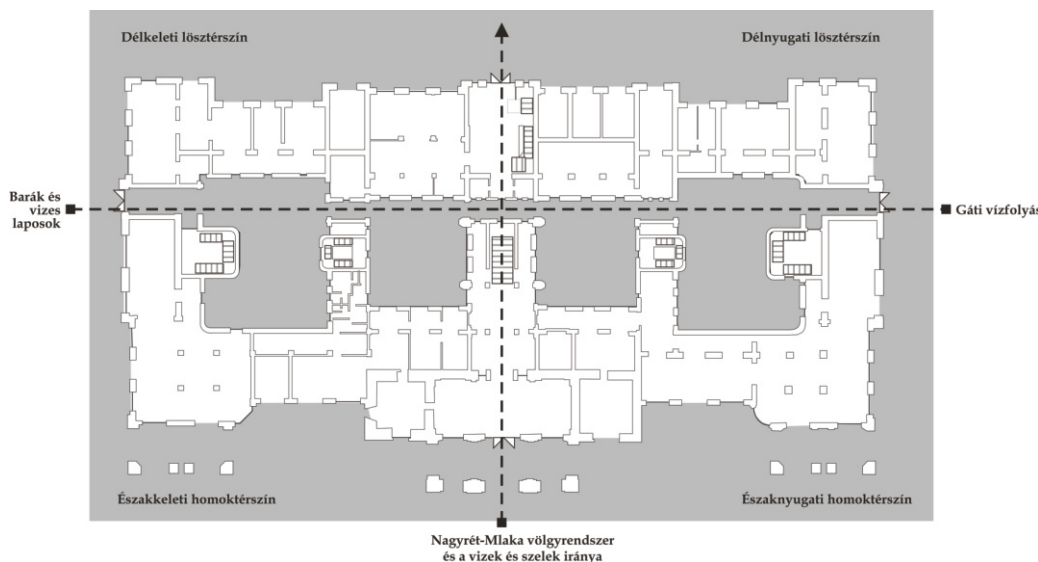 Délkeleti lösztérszín
Délnyugati lösztérszín
Barák és
vizes
laposok
Gáti vízfolyás
Északkeleti homoktérszín
Északnyugati homoktérszín
Nagyrét-Mlaka völgyrendszer
és a vizek és szelek iránya